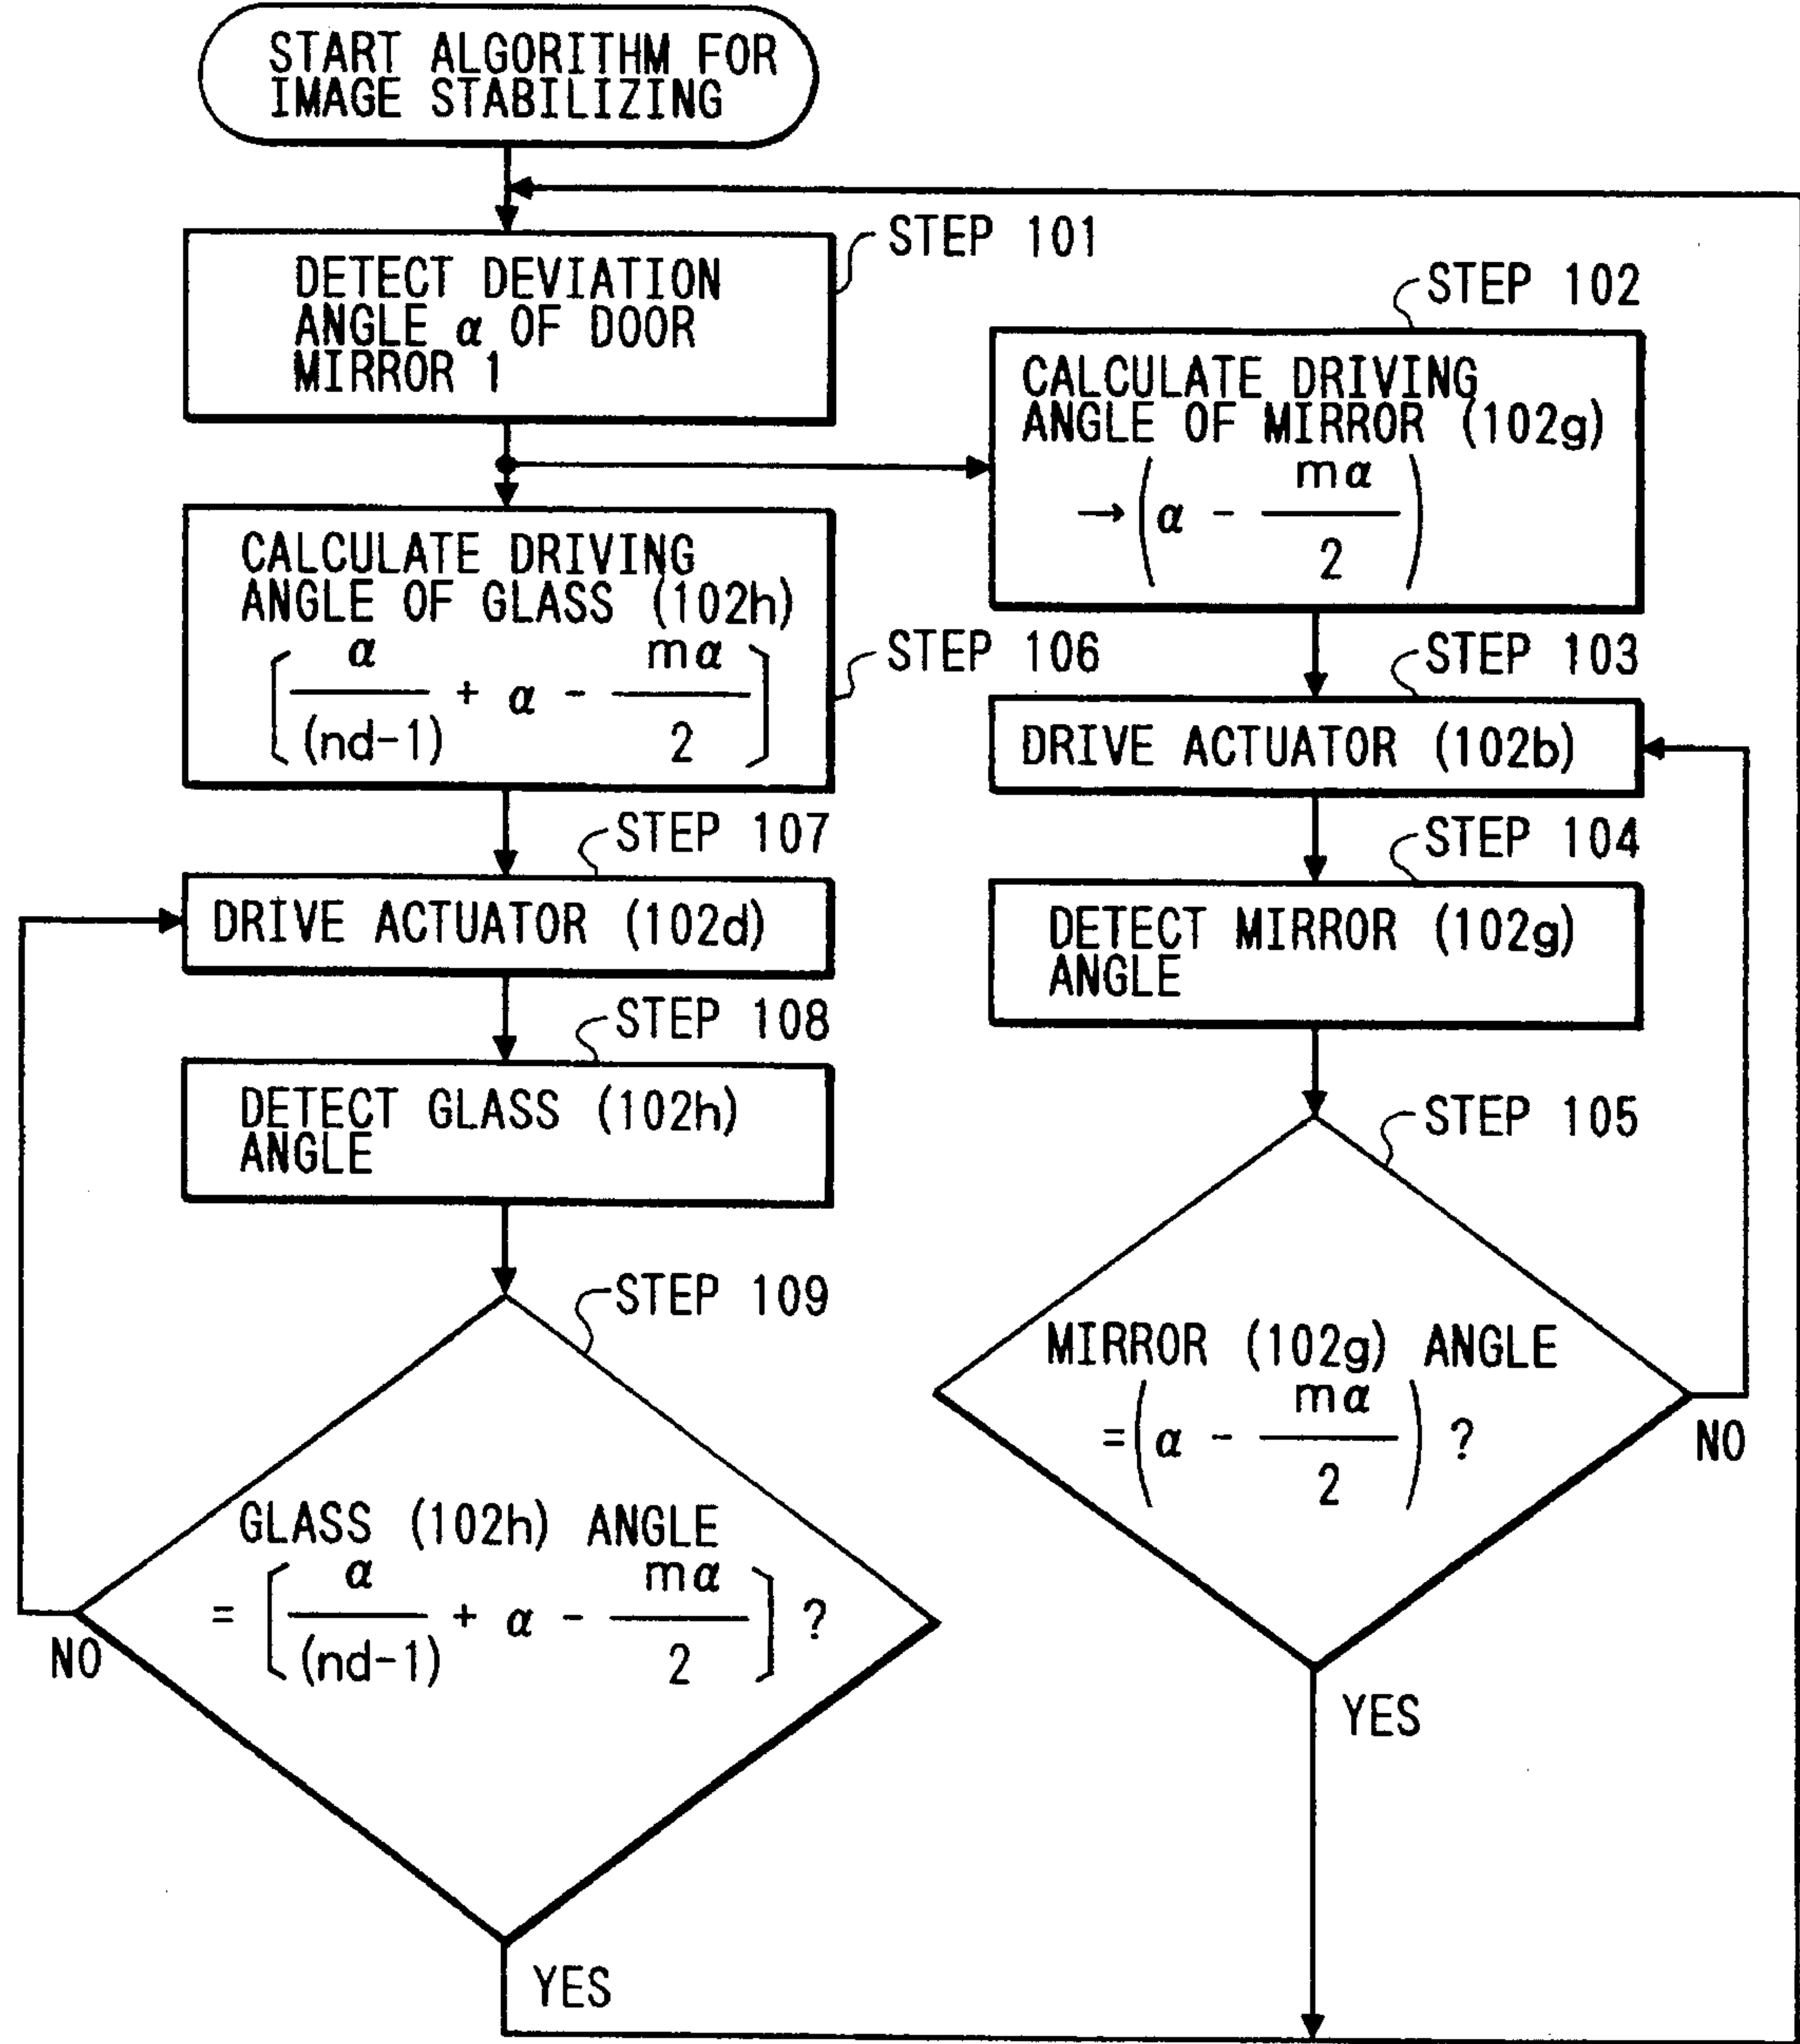 START ALGORITHM FOR
IMAGE STABILIZING
STEP 101
DETECT DEVIATION
ANGLE α OF DOOR
MIRROR 1
STEP 102
CALCULATE DRIVING
ANGLE OF MIRROR (102g)
→(α - mα/2)
CALCULATE DRIVING
ANGLE OF GLASS (102h)
[α/(nd-1) + α - mα/2]
STEP 106
STEP 103
DRIVE ACTUATOR (102b)
STEP 107
DRIVE ACTUATOR (102d)
STEP 104
DETECT MIRROR (102g)
ANGLE
STEP 108
DETECT GLASS (102h)
ANGLE
STEP 105
MIRROR (102g) ANGLE
=(α - mα/2) ?
NO
YES
STEP 109
GLASS (102h) ANGLE
= [α/(nd-1) + α - mα/2] ?
NO
YES